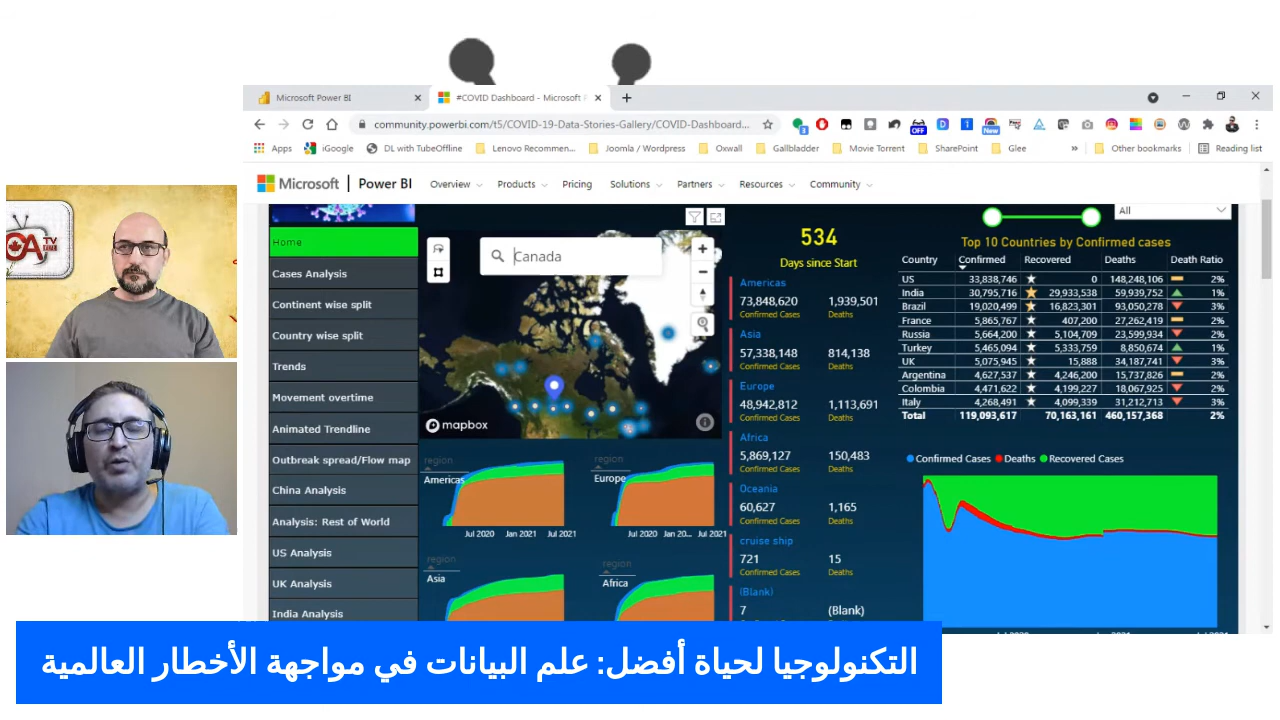 Microsoft Power BI
#COVID Dashboard - Microsoft
community.powerbi.com/t5/COVID-19-Data-Stories-Gallery/COVID-Dashboard...
OFF
New
Apps
iGoogle
DL with TubeOffline
Lenovo Recommen...
Joomla / Wordpress
Oxwall
Gallbladder
Movie Torrent
SharePoint
Glee
»
Other bookmarks
Reading list
Microsoft | Power BI
Overview
Products
Pricing
Solutions
Partners
Resources
Community
OA TV
Home
Cases Analysis
Continent wise split
Country wise split
Trends
Movement overtime
Animated Trendline
Outbreak spread/Flow map
China Analysis
Analysis: Rest of World
US Analysis
UK Analysis
India Analysis
Canada
mapbox
region
Americas
Jul 2020 Jan 2021 Jul 2021
region
Europe
Jul 2020 Jan 20... Jul 2021
region
Asia
region
Africa
534
Days since Start
Americas
73,848,620 1,939,501
Confirmed Cases Deaths
Asia
57,338,148 814,138
Confirmed Cases Deaths
Europe
48,942,812 1,113,691
Confirmed Cases Deaths
Africa
5,869,127 150,483
Confirmed Cases Deaths
Oceania
60,627 1,165
Confirmed Cases Deaths
cruise ship
721 15
Confirmed Cases Deaths
(Blank)
7 (Blank)
All
Top 10 Countries by Confirmed cases
Country Confirmed Recovered Deaths Death Ratio
US 33,838,746 0 148,248,106 2%
India 30,795,716 29,933,538 59,939,752 1%
Brazil 19,020,499 16,823,301 93,050,278 3%
France 5,865,767 407,200 27,262,419 2%
Russia 5,664,200 5,104,709 23,599,934 2%
Turkey 5,465,094 5,333,759 8,850,674 1%
UK 5,075,945 15,888 34,187,741 3%
Argentina 4,627,537 4,246,200 15,737,826 2%
Colombia 4,471,622 4,199,227 18,067,925 2%
Italy 4,268,491 4,099,339 31,212,713 3%
Total 119,093,617 70,163,161 460,157,368 2%
Confirmed Cases Deaths Recovered Cases
التكنولوجيا لحياة أفضل: علم البيانات في مواجهة الأخطار العالمية